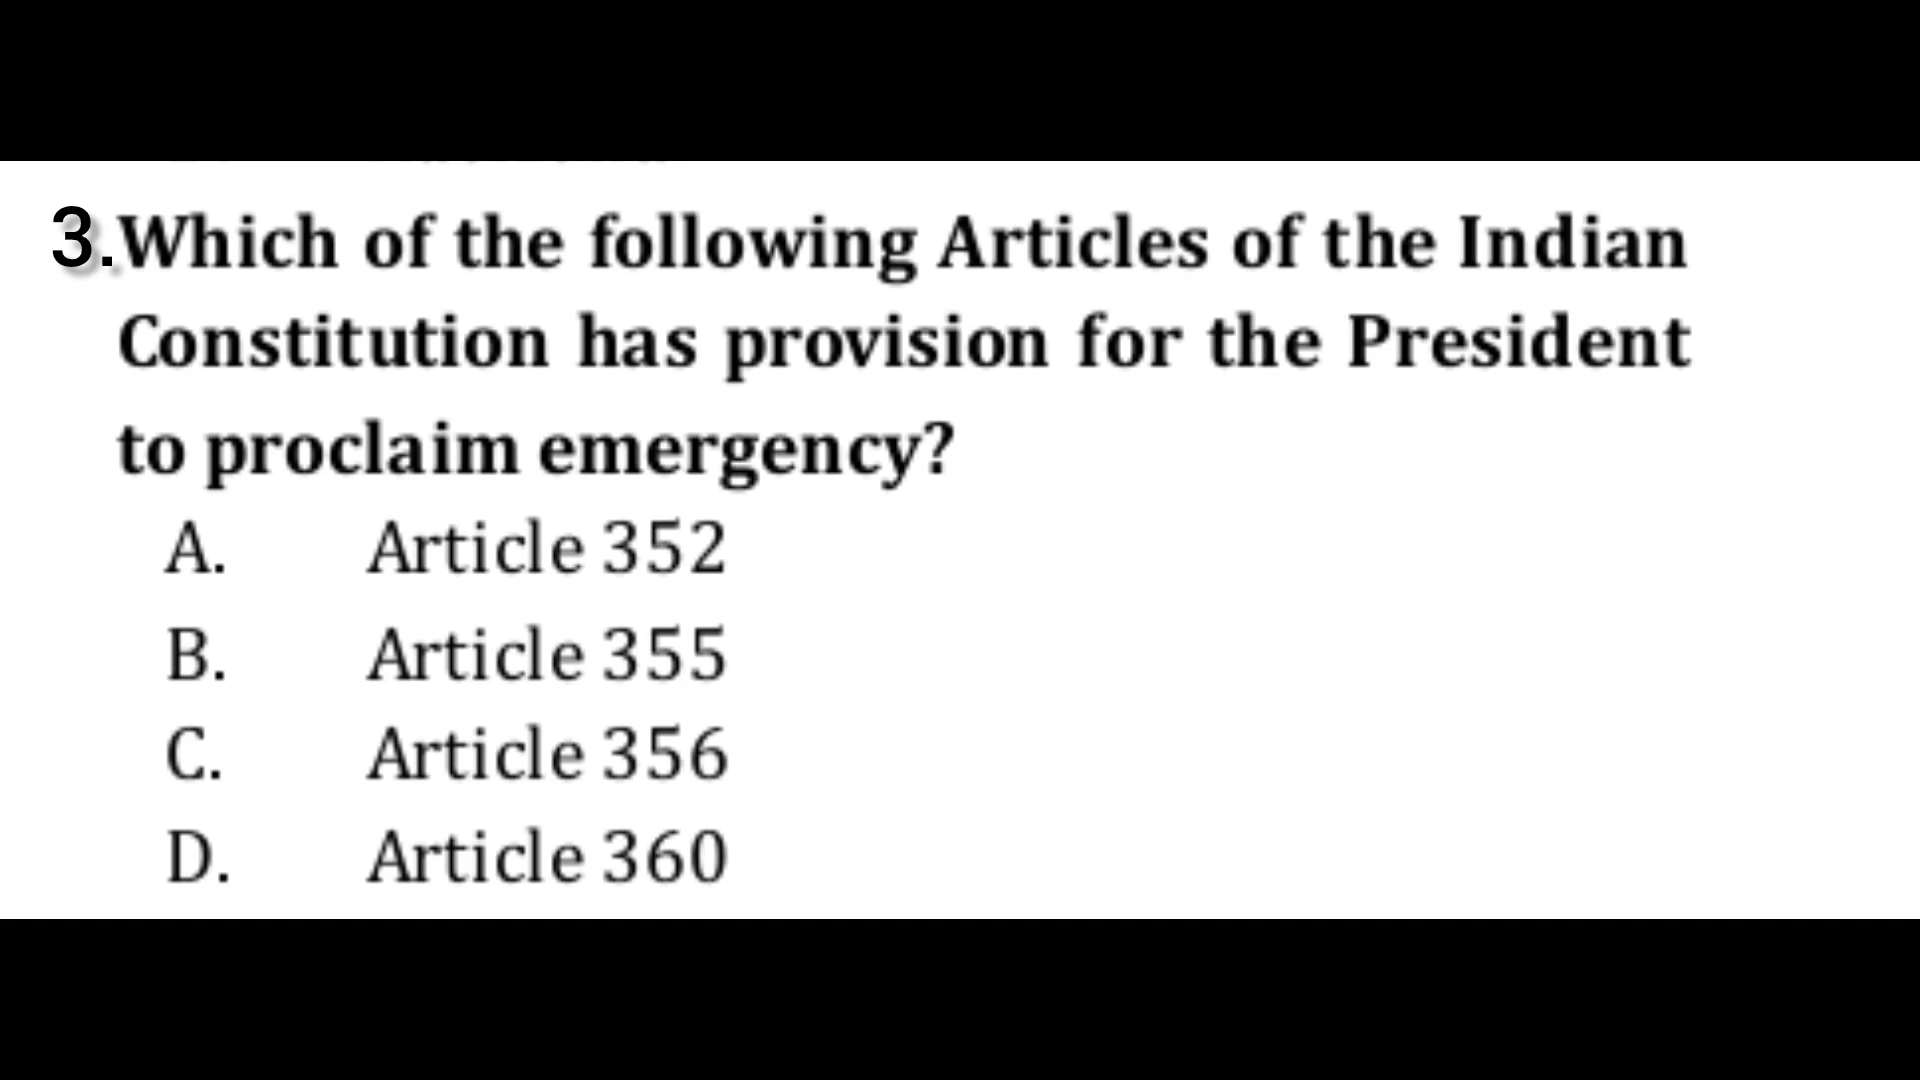 3.Which of the following Articles of the Indian
Constitution has provision for the President
to proclaim emergency?
A. Article 352
B. Article 355
C. Article 356
D. Article 360